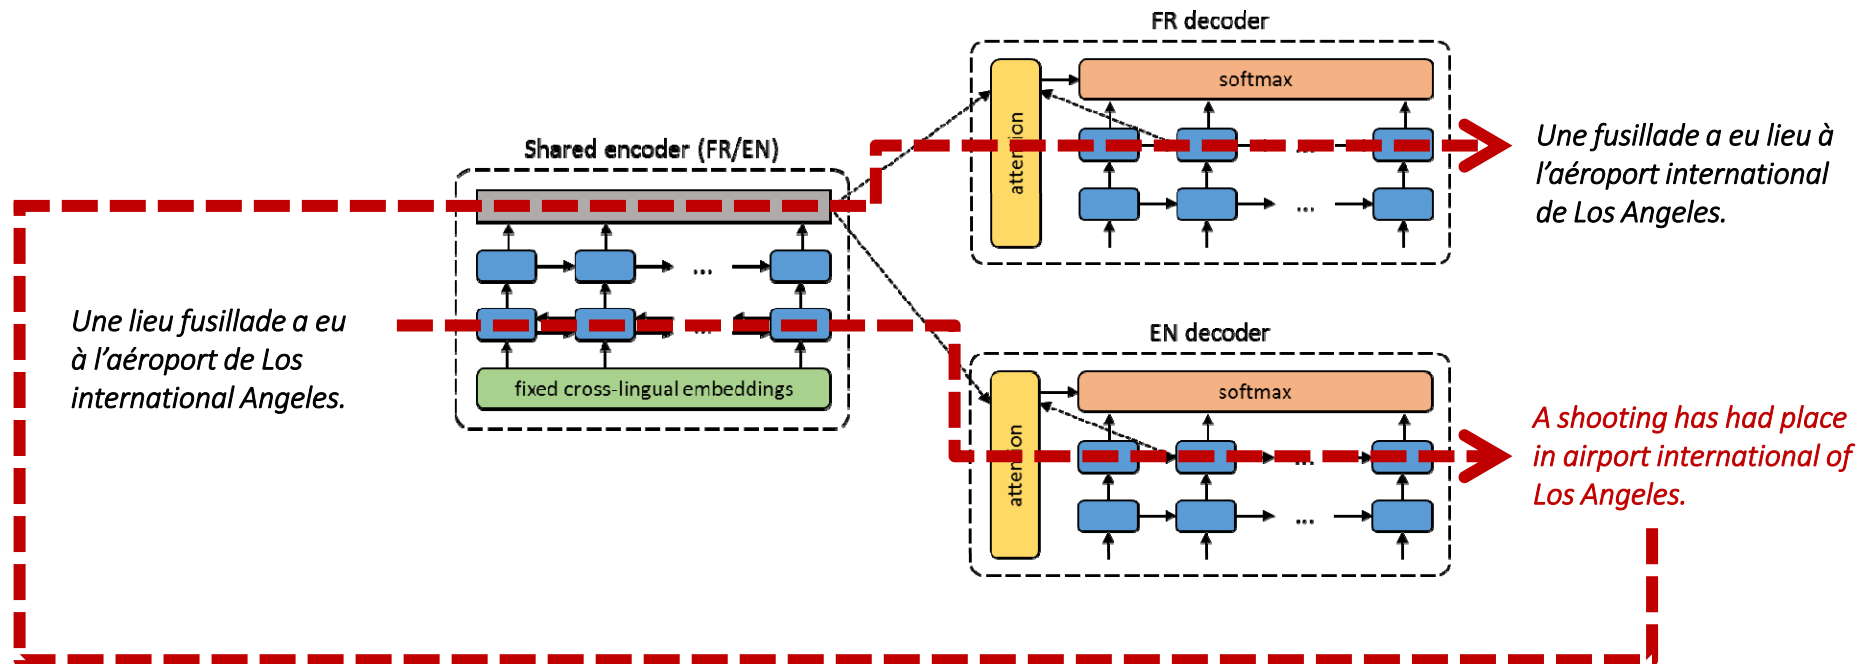 FR decoder
softmax
attention
...
...
Une fusillade a eu lieu à
l'aéroport international
de Los Angeles.
Shared encoder (FR/EN)
...
...
fixed cross-lingual embeddings
Une lieu fusillade a eu
à l'aéroport de Los
international Angeles.
EN decoder
softmax
attention
...
...
A shooting has had place
in airport international of
Los Angeles.